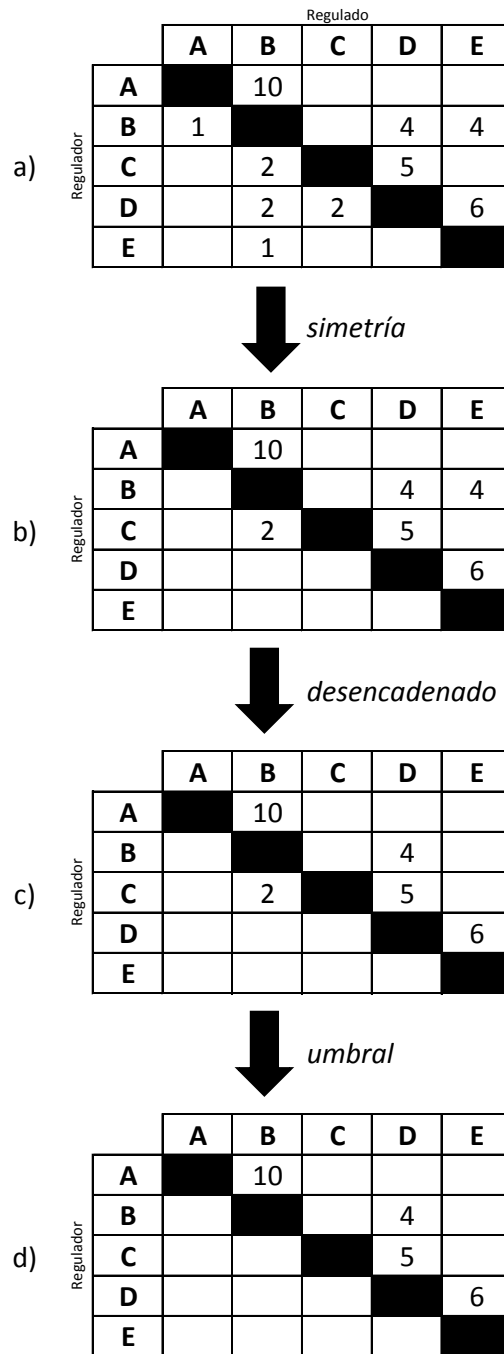 Regulado
A B C D E
A 10
B 1 4 4
a) Regulador
C 2 5
D 2 2 6
E 1
simetría
A B C D E
A 10
B 4 4
b) Regulador
C 2 5
D 6
E
desencadenado
A B C D E
A 10
B 4
c) Regulador
C 2 5
D 6
E
umbral
A B C D E
A 10
B 4
d) Regulador
C 5
D 6
E